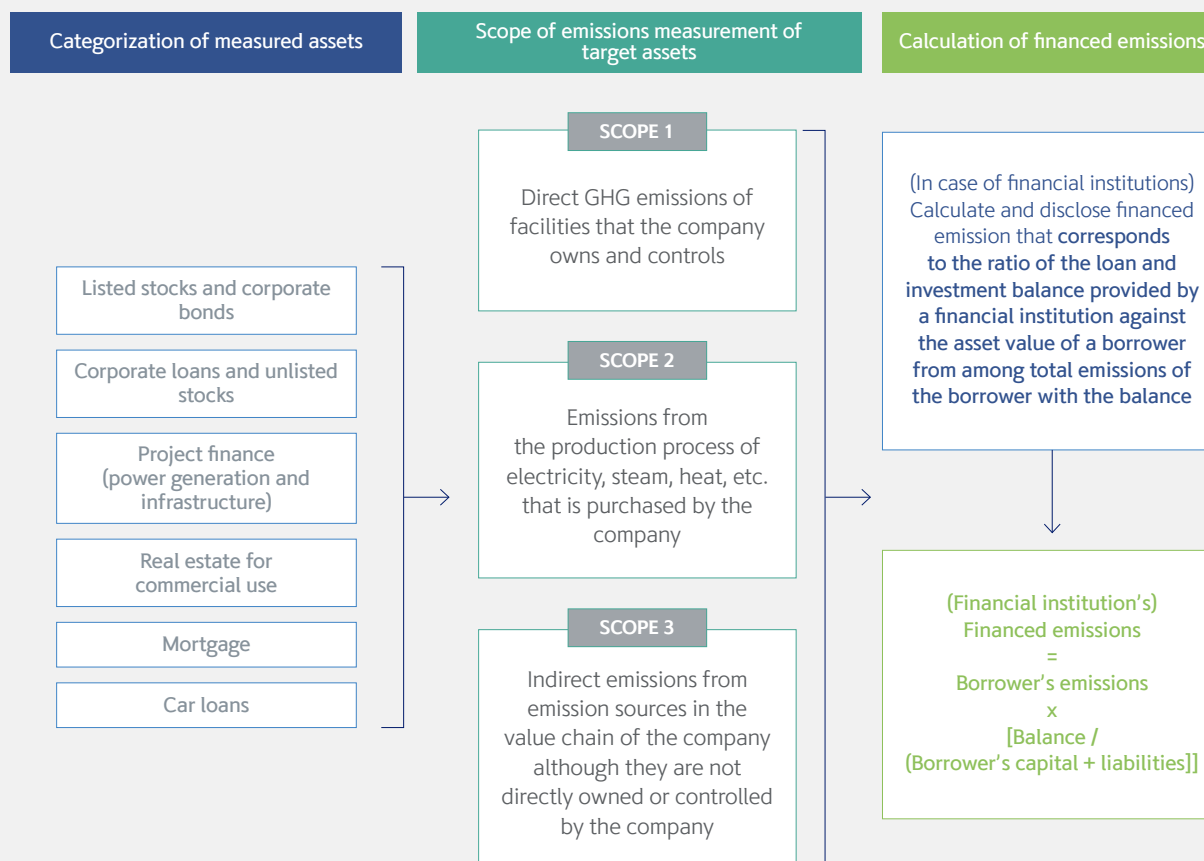 Categorization of measured assets
Scope of emissions measurement of
target assets
Calculation of financed emissions
Listed stocks and corporate
bonds
Corporate loans and unlisted
stocks
Project finance
(power generation and
infrastructure)
Real estate for
commercial use
Mortgage
Car loans
SCOPE 1
Direct GHG emissions of
facilities that the company
owns and controls
SCOPE 2
Emissions from
the production process of
electricity, steam, heat, etc.
that is purchased by the
company
SCOPE 3
Indirect emissions from
emission sources in the
value chain of the company
although they are not
directly owned or controlled
by the company
(In case of financial institutions)
Calculate and disclose financed
emission that corresponds
to the ratio of the loan and
investment balance provided by
a financial institution against
the asset value of a borrower
from among total emissions of
the borrower with the balance
(Financial institution's)
Financed emissions
=
Borrower's emissions
x
[Balance /
(Borrower's capital + liabilities]]